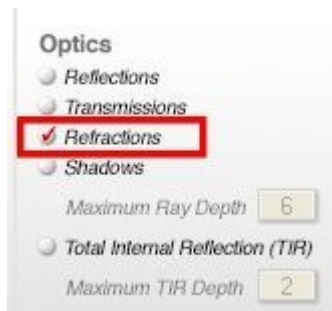 Optics
Reflections
Transmissions
Refractions
Shadows
Maximum Ray Depth 6
Total Internal Reflection (TIR)
Maximum TIR Depth 2